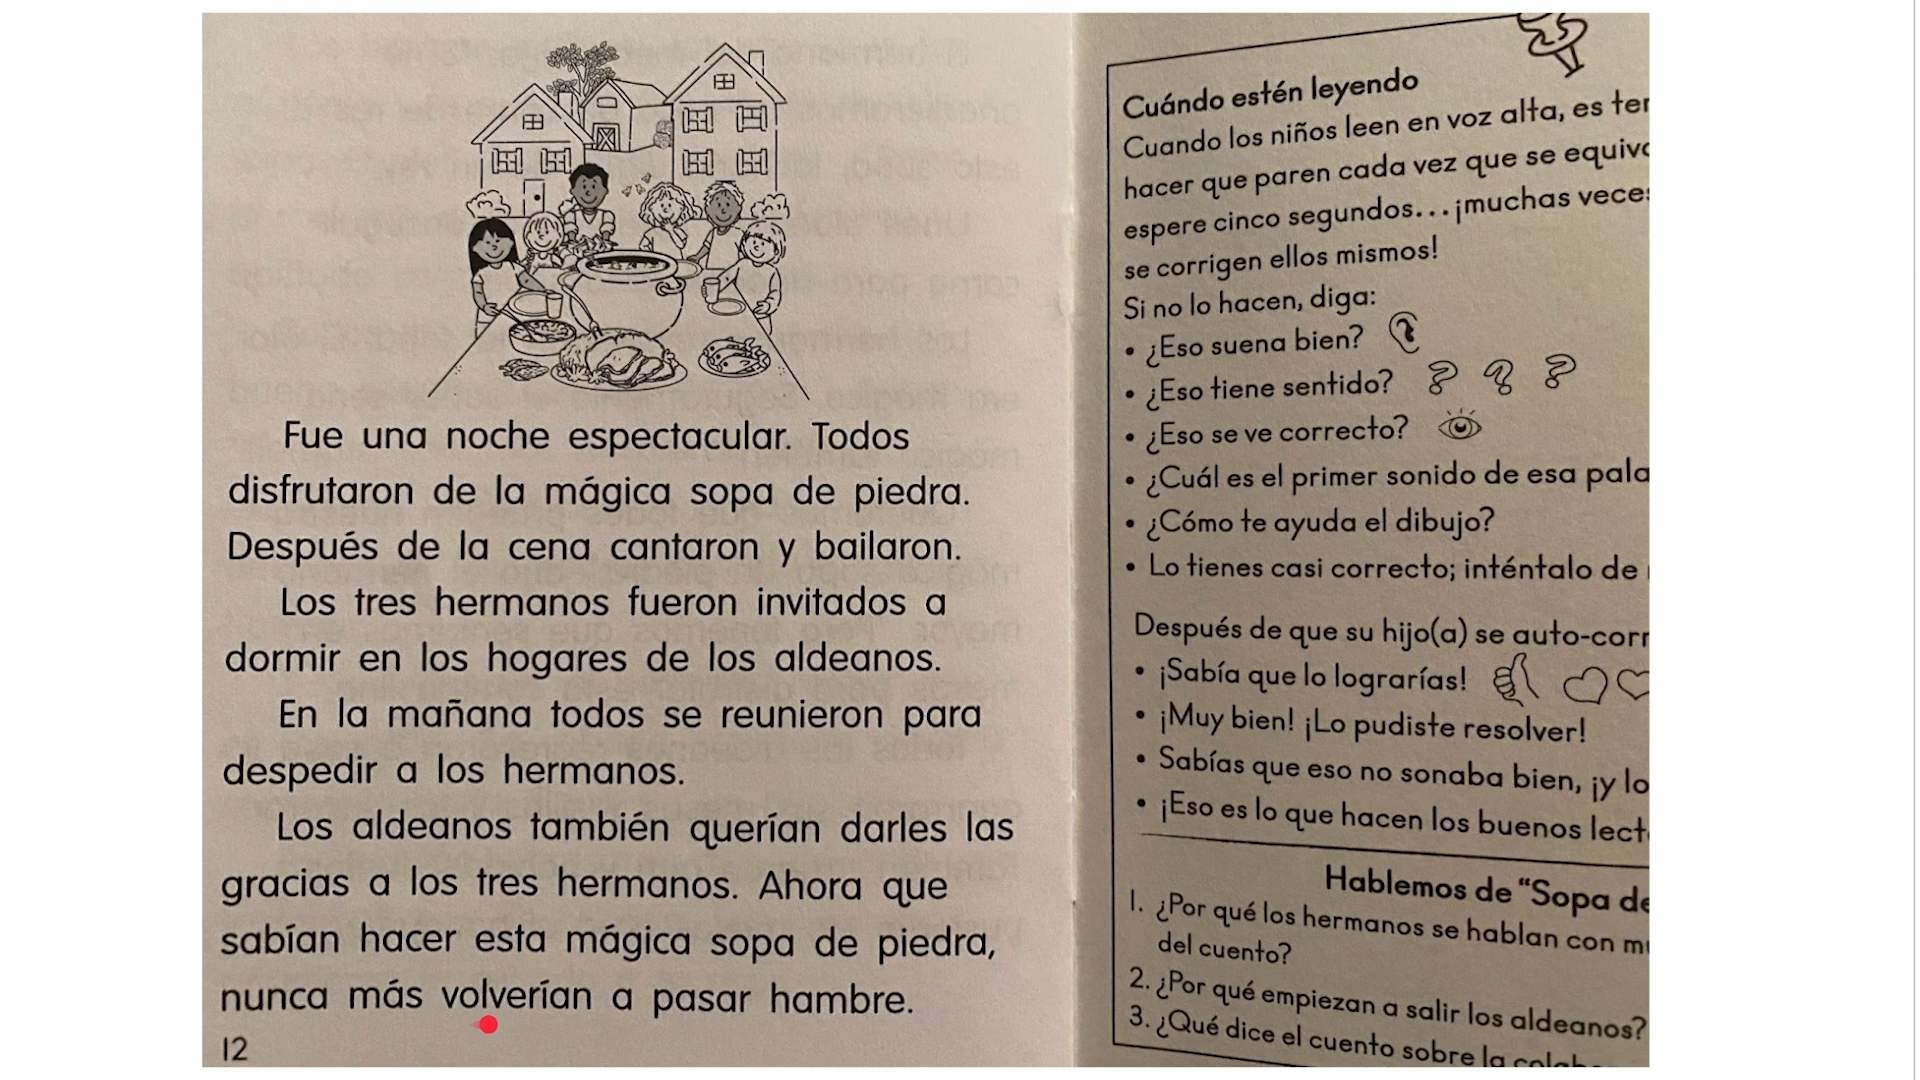 Fue una noche espectacular. Todos
disfrutaron de la mágica sopa de piedra.
Después de la cena cantaron y bailaron.
Los tres hermanos fueron invitados a
dormir en los hogares de los aldeanos.
En la mañana todos se reunieron para
despedir a los hermanos.
Los aldeanos también querían darles las
gracias a los tres hermanos. Ahora que
sabían hacer esta mágica sopa de piedra,
nunca más volverían a pasar hambre.
12
Cuándo estén leyendo
Cuando los niños leen en voz alta, es
hacer que paren cada vez que se
espere cinco segundos...¡muchas veces
se corrigen ellos mismos!
Si no lo hacen, diga:
• ¿Eso suena bien?
• ¿Eso tiene sentido? ? ? ?
• ¿Eso se ve correcto?
• ¿Cuál es el primer sonido de esa
• ¿Cómo te ayuda el dibujo?
• Lo tienes casi correcto; inténtalo de
Después de que su hijo(a) se
• ¡Sabía que lo lograrías!
• ¡Muy bien! ¡Lo pudiste resolver!
• Sabías que eso no sonaba bien, ¡y lo
• ¡Eso es lo que hacen los buenos
Hablemos de “Sopa de
1. ¿Por qué los hermanos se hablan con
del cuento?
2. ¿Por qué empiezan a salir los aldeanos?
3. ¿Qué dice el cuento sobre la